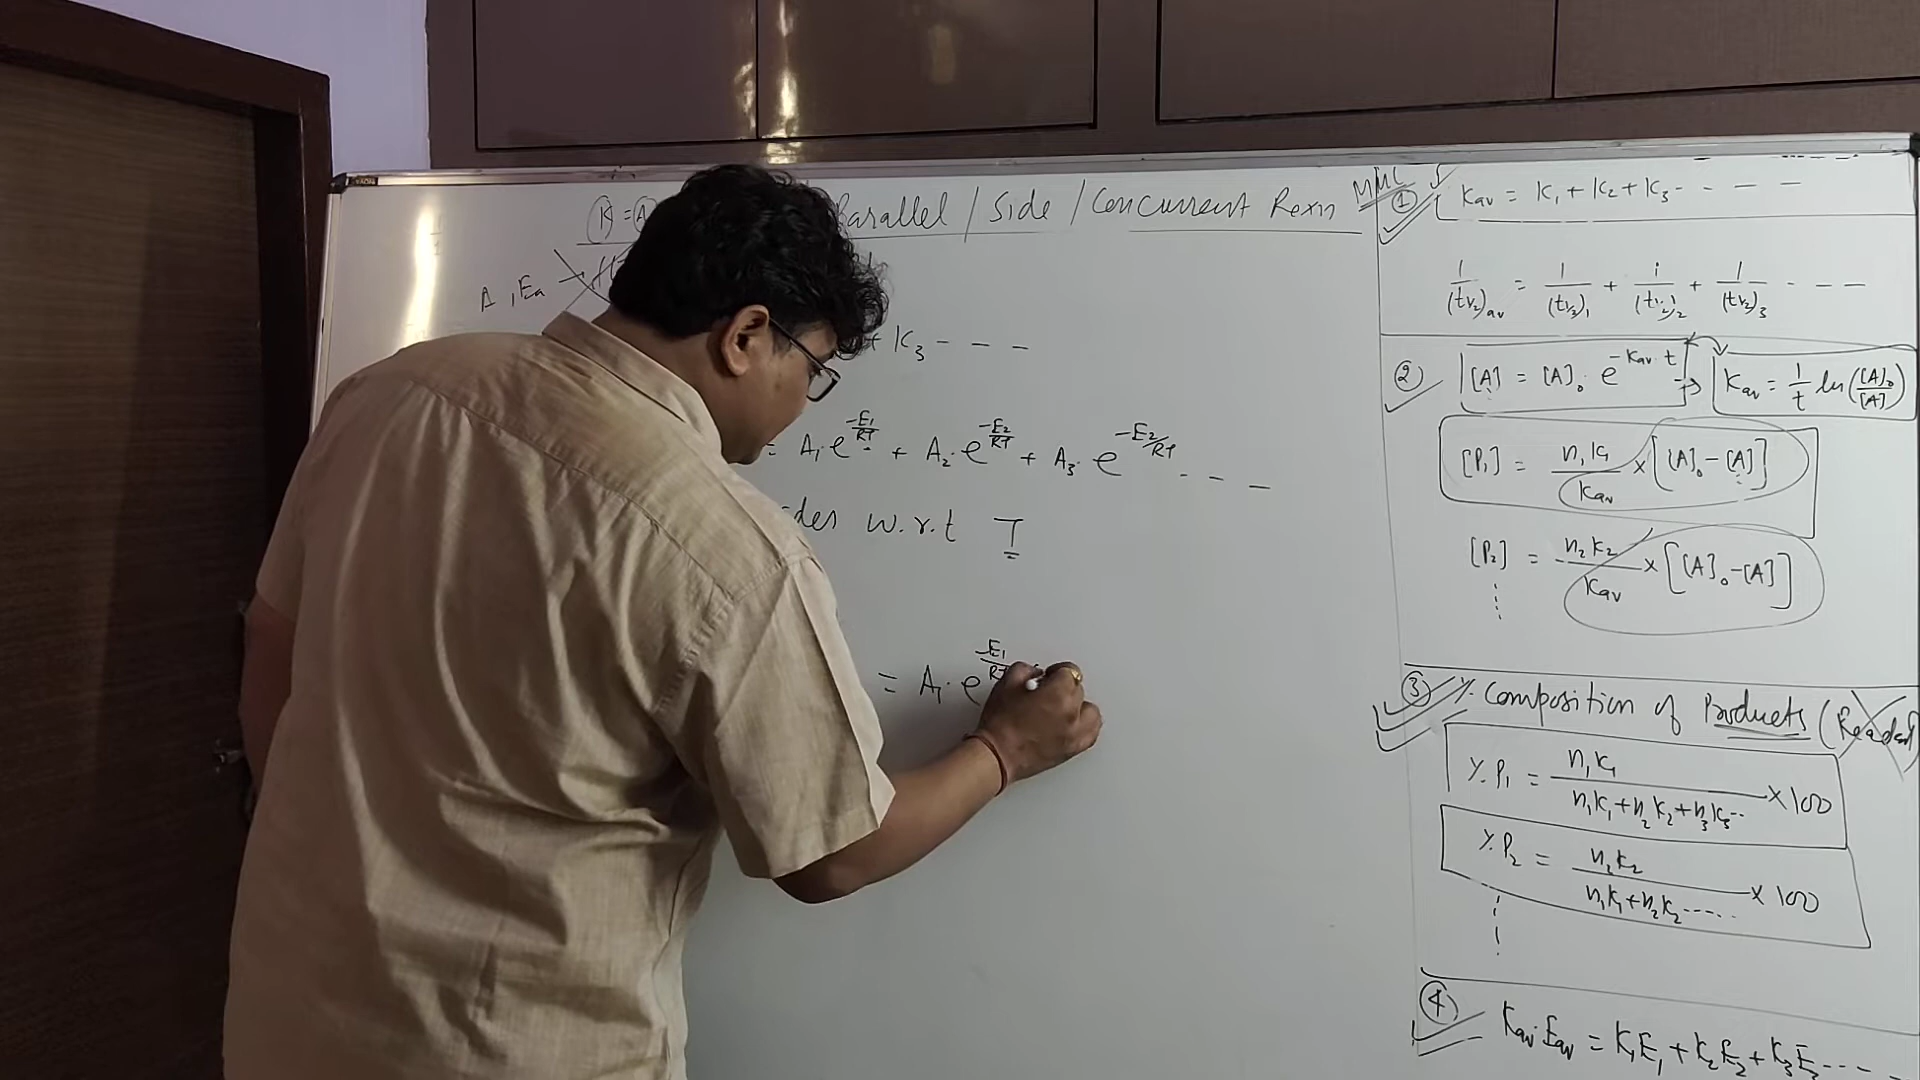 K = A Parallel / Side / Concurrent Rexn MMC
A, Ea
+ K₃ - - -
= A₁.e^(-E₁/RT) + A₂.e^(-E₂/RT) + A₃.e^(-E₂/RT) - - -
des w.r.t T
= A₁.e^(-E₁/RT)
① Kav = K₁ + K₂ + K₃ - - - -
1/(t½)av = 1/(t½)₁ + 1/(t½)₂ + 1/(t½)₃ - - -
② [A] = [A]₀.e^(-Kav.t) → Kav = 1/t ln([A]₀/[A])
[P₁] = n₁K₁/Kav × [[A]₀-[A]]
[P₂] = n₂K₂/Kav × [[A]₀-[A]]
③ %. Composition of Products (
%.P₁ = n₁K₁/(n₁K₁+n₂K₂+n₃K₃..) ×100
%.P₂ = n₂K₂/(n₁K₁+n₂K₂.....) ×100
④ Kav.Eav = K₁E₁ + K₂E₂ + K₃E₃ - - - -